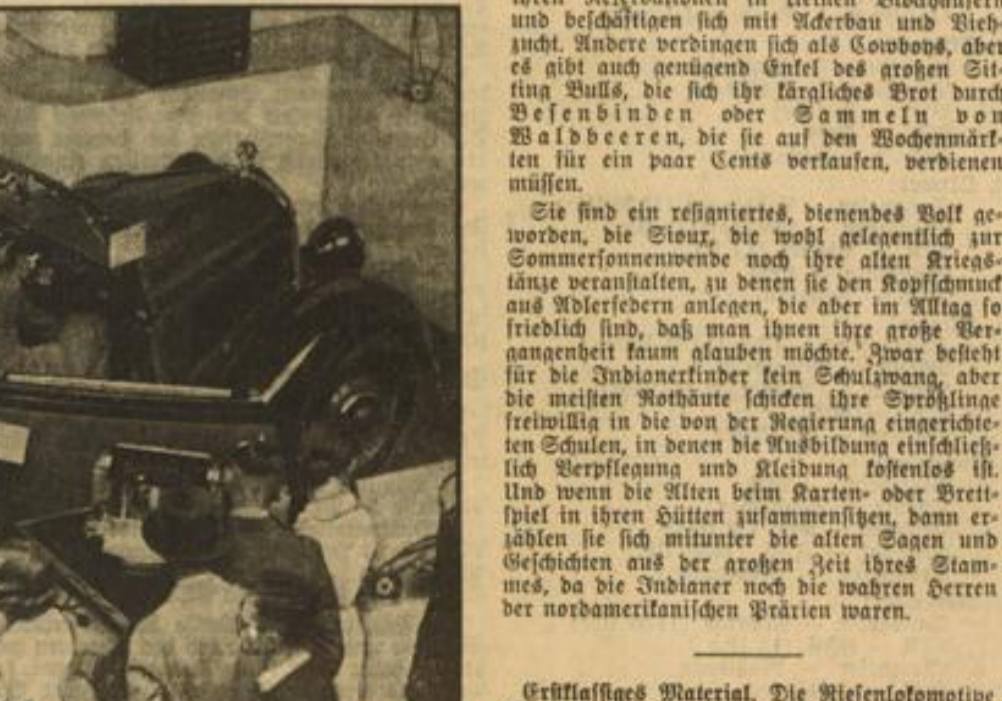 ihren Reservationen in kleinen Blockhäusern
und beschäftigen sich mit Ackerbau und Vieh-
zucht. Andere verdingen sich als Cowboys, aber
es gibt auch genügend Enkel des großen Sit-
ting Bulls, die sich ihr kärgliches Brot durch
Besenbinden oder Sammeln von
Waldbeeren, die sie auf den Wochenmärk-
ten für ein paar Cents verkaufen, verdienen
müssen.
Sie sind ein resigniertes, dienendes Volk ge-
worden, die Sioux, die wohl gelegentlich zur
Sommersonnenwende noch ihre alten Kriegs-
tänze veranstalten, zu denen sie den Kopfschmuck
aus Adlerfedern anlegen, die aber im Alltag so
friedlich sind, daß man ihnen ihre große Ver-
gangenheit kaum glauben möchte. Zwar besteht
für die Indianerkinder kein Schulzwang, aber
die meisten Rothäute schicken ihre Sprößlinge
freiwillig in die von der Regierung eingerichte-
ten Schulen, in denen die Ausbildung einschließ-
lich Verpflegung und Kleidung kostenlos ist.
Und wenn die Alten beim Karten- oder Brett-
spiel in ihren Hütten zusammensitzen, dann er-
zählen sie sich mitunter die alten Sagen und
Geschichten aus der großen Zeit ihres Stam-
mes, da die Indianer noch die wahren Herren
der nordamerikanischen Prärien waren.
Erstklassiges Material. Die Riesenlokomotive